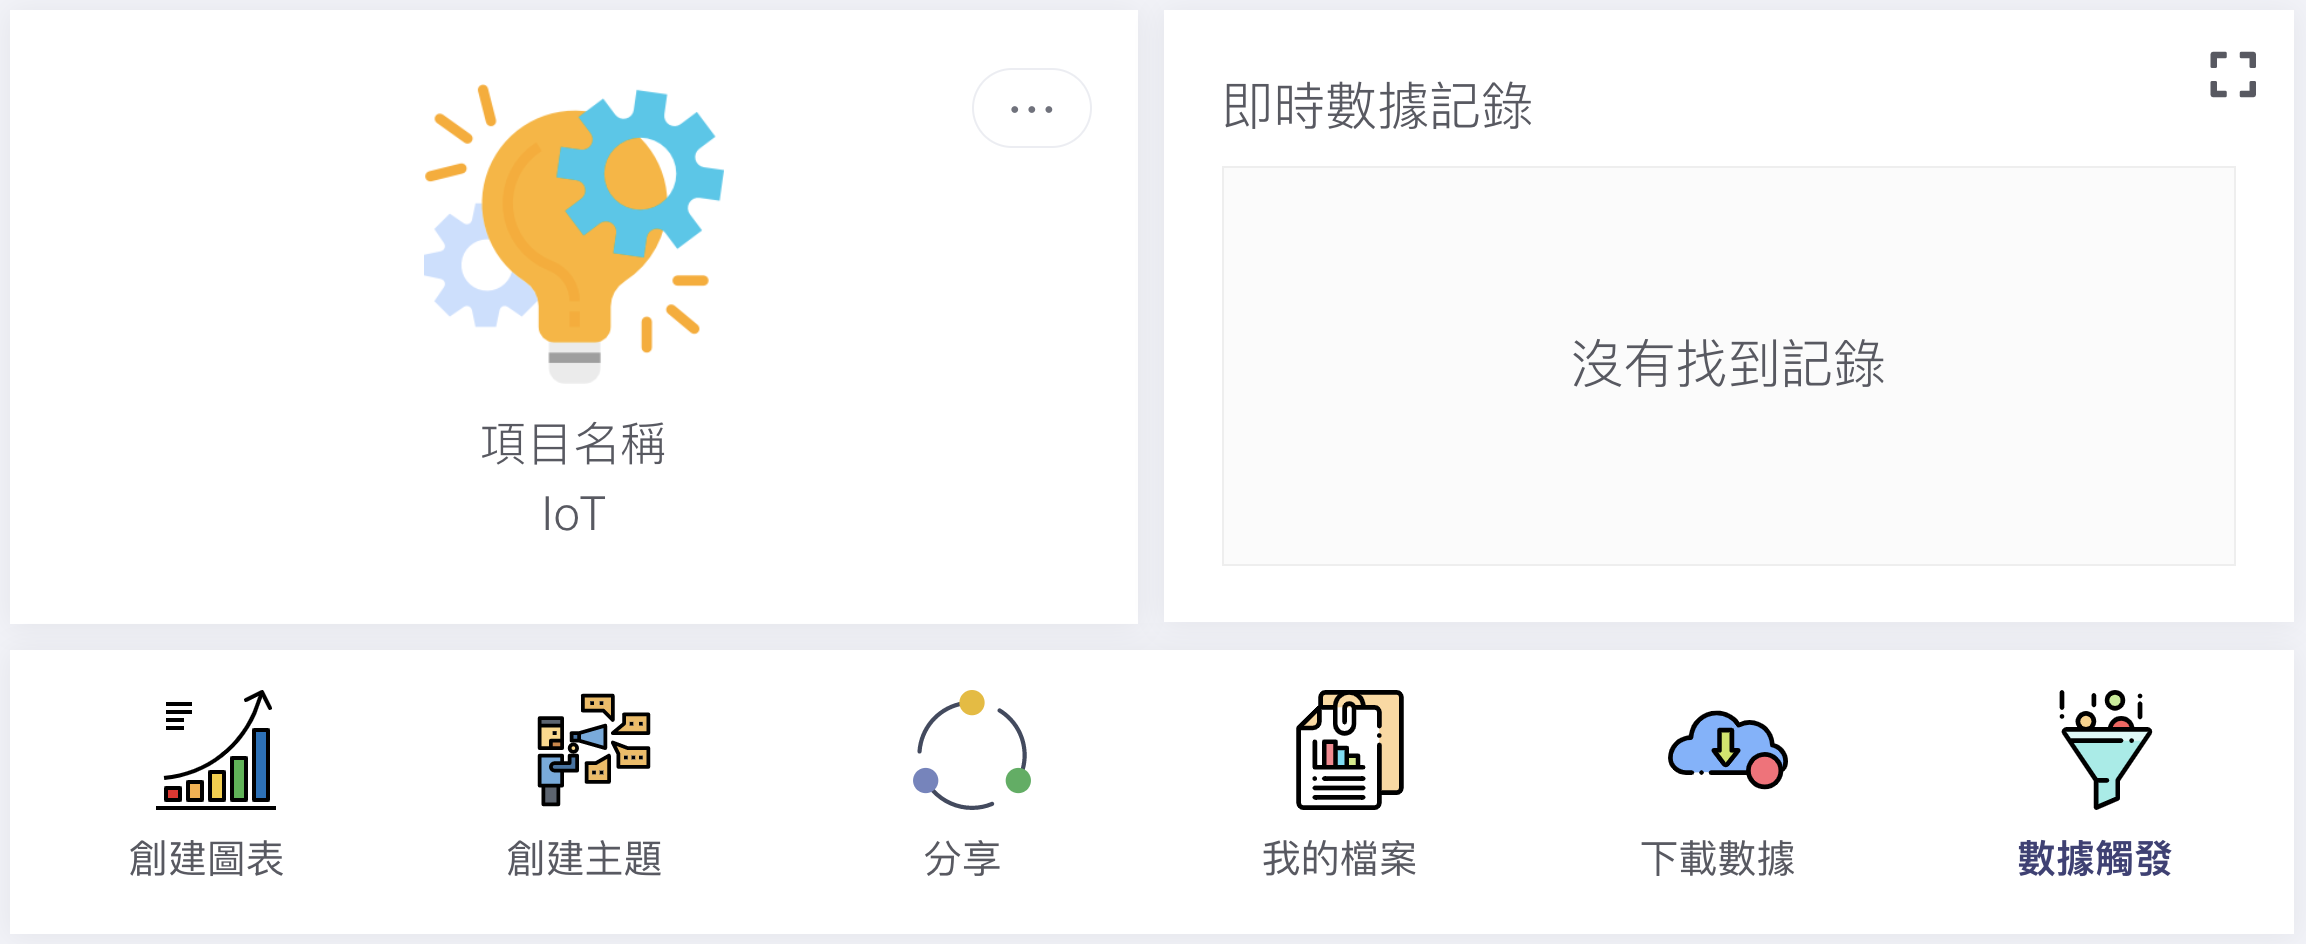 項目名稱
IoT
即時數據記錄
沒有找到記錄
創建圖表
創建主題
分享
我的檔案
下載數據
數據觸發